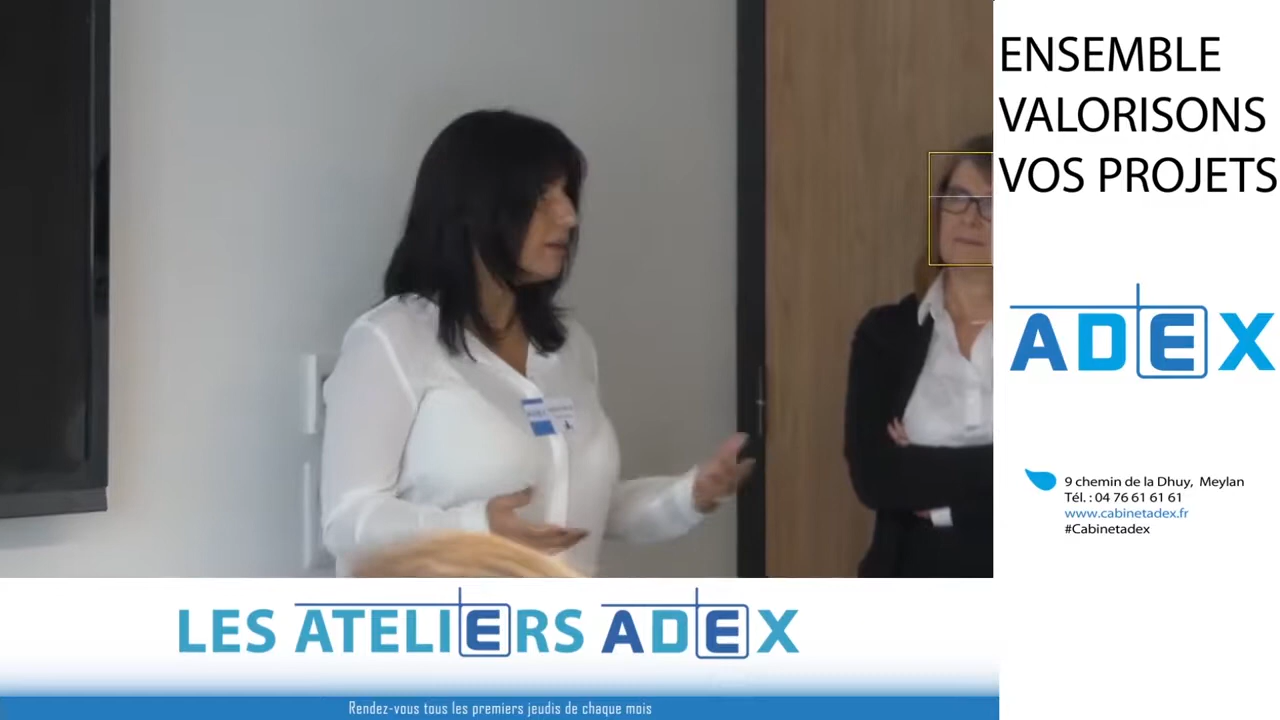 ENSEMBLE
VALORISONS
VOS PROJETS
ADEX
9 chemin de la Dhuy, Meylan
Tél. : 04 76 61 61 61
www.cabinetadex.fr
#Cabinetadex
LES ATELIERS ADEX
Rendez-vous tous les premiers jeudis de chaque mois